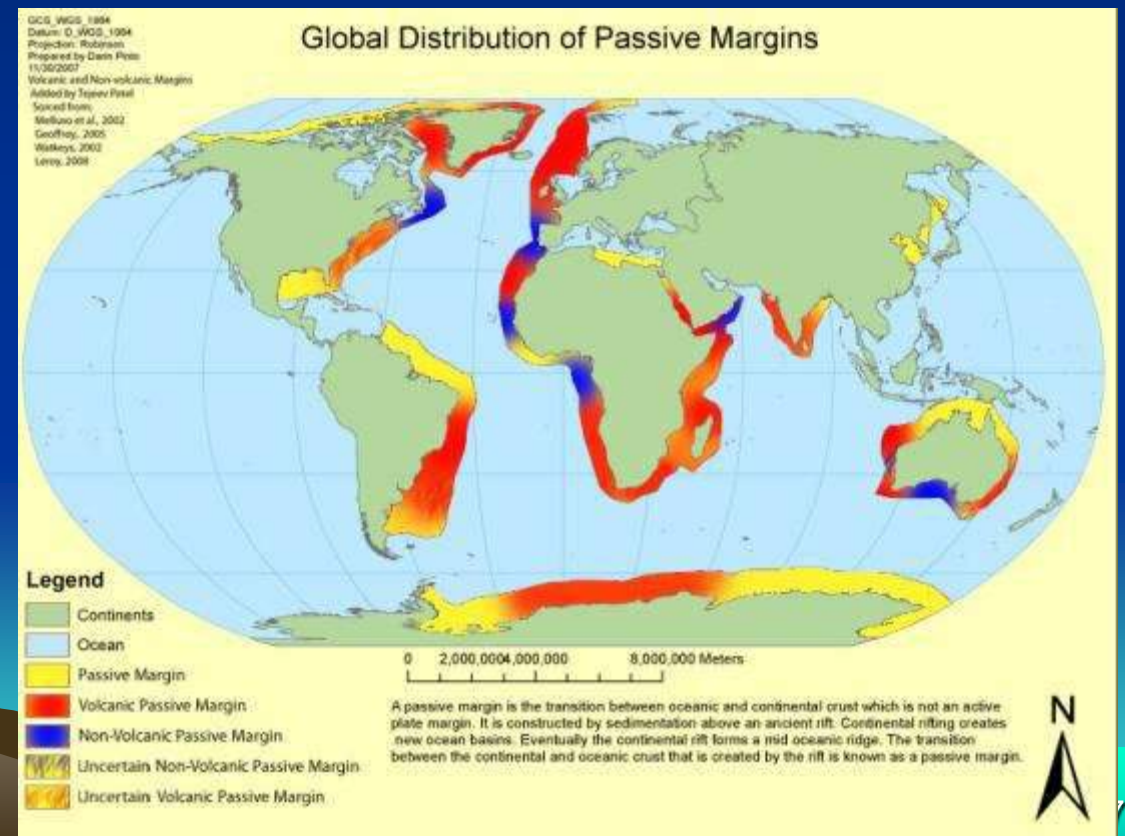 GCS_WGS_1984
Datum: D_WGS_1984
Projection: Robinson
Prepared by Darin Pinto
11/30/2007
Volcanic and Non-volcanic Margins
Added by Tejeev Patel
Sorced from:
Melluso et al, 2002
Geoffrey, 2005
Watkeys, 2002
Leroy, 2008
Global Distribution of Passive Margins
Legend
Continents
Ocean
Passive Margin
Volcanic Passive Margin
Non-Volcanic Passive Margin
Uncertain Non-Volcanic Passive Margin
Uncertain Volcanic Passive Margin
0 2,000,0004,000,000 8,000,000 Meters
A passive margin is the transition between oceanic and continental crust which is not an active
plate margin. It is constructed by sedimentation above an ancient rift. Continental rifting creates
new ocean basins. Eventually the continental rift forms a mid oceanic ridge. The transition
between the continental and oceanic crust that is created by the rift is known as a passive margin.
N